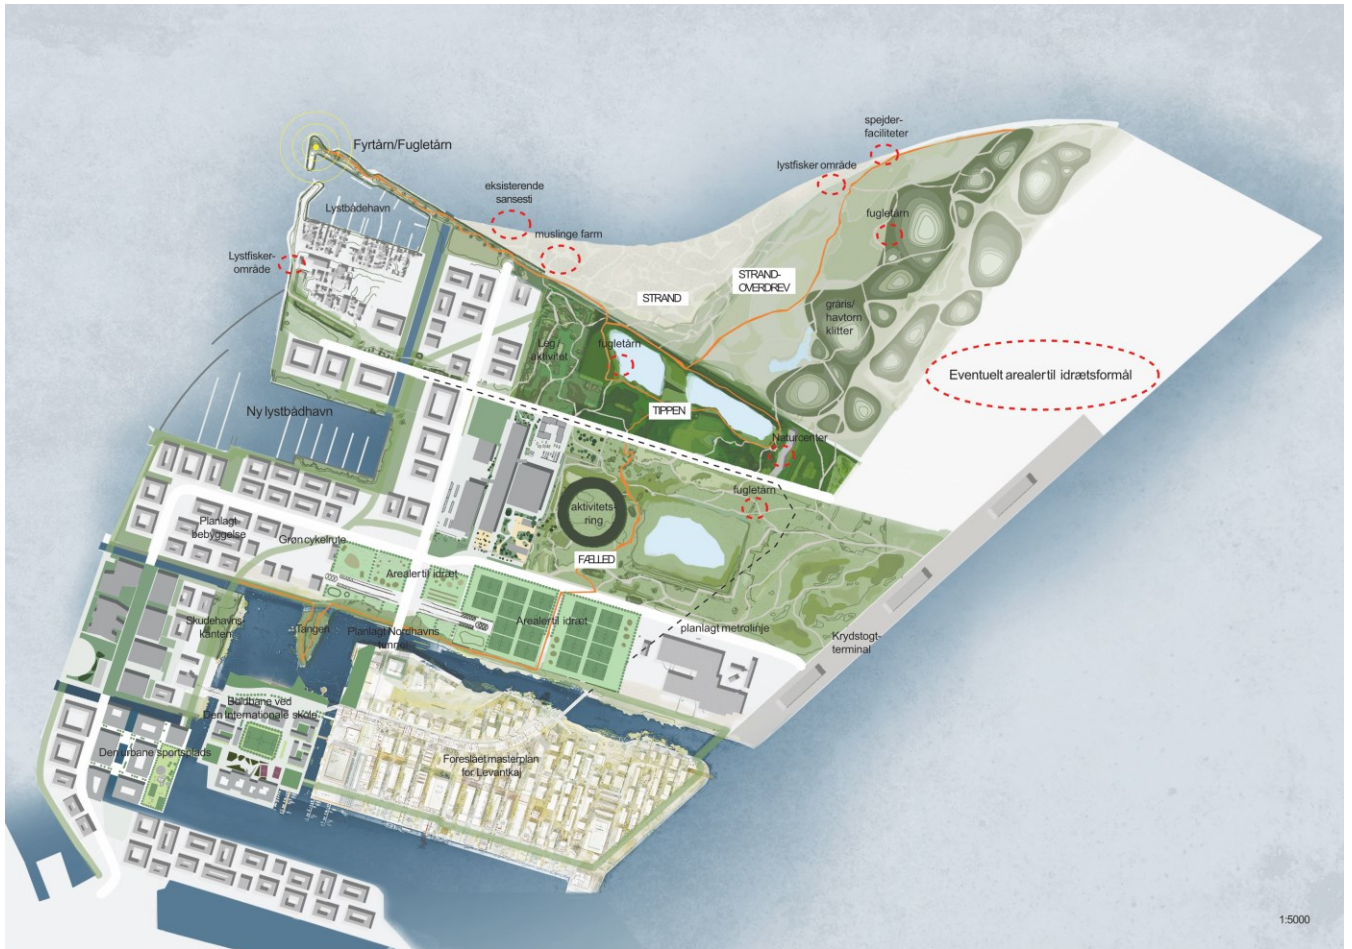 spejder-
faciliteter
Fyrtårn/Fugletårn
lystfisker område
eksisterende
sansesti
Lystbådehavn
fugletårn
muslinge farm
Lystfisker-
område
STRAND-
OVERDREV
STRAND
gråris/
havtorn
klitter
Leg/
aktivitet
fugletårn
Eventuelt arealer til idrætsformål
Ny lystbådhavn
TIPPEN
Naturcenter
fugletårn
aktivitets-
ring
Planlagt
bebyggelse
Grøn cykelrute
FÆLLED
Arealer til idræt
Skudehavns-
kanten
Tangen
Planlagt Nordhavns
tunnel
Arealer til idræt
planlagt metrolinje
Krydstogt-
terminal
Boldbane ved
Den Internationale skole
Den urbane sportsplads
Foreslået masterplan
for Levantkaj
1:5000